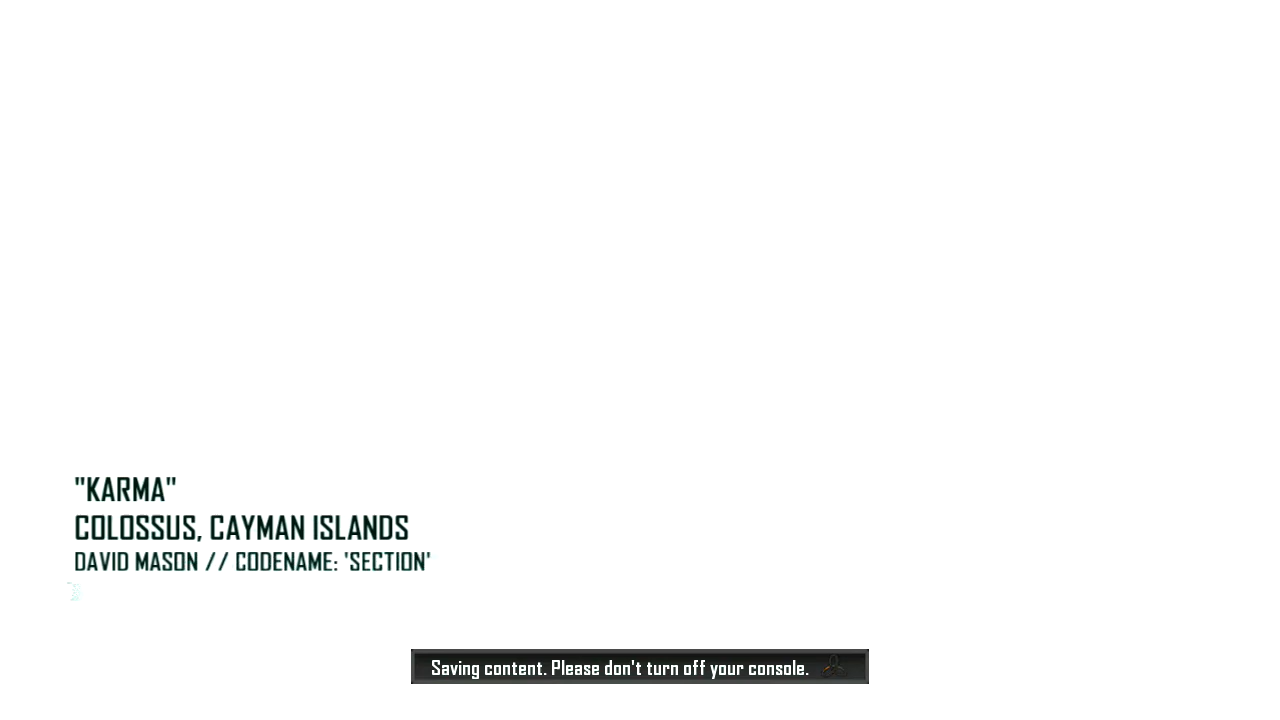 "KARMA"
COLOSSUS, CAYMAN ISLANDS
DAVID MASON // CODENAME: 'SECTION'
Saving content. Please don't turn off your console.